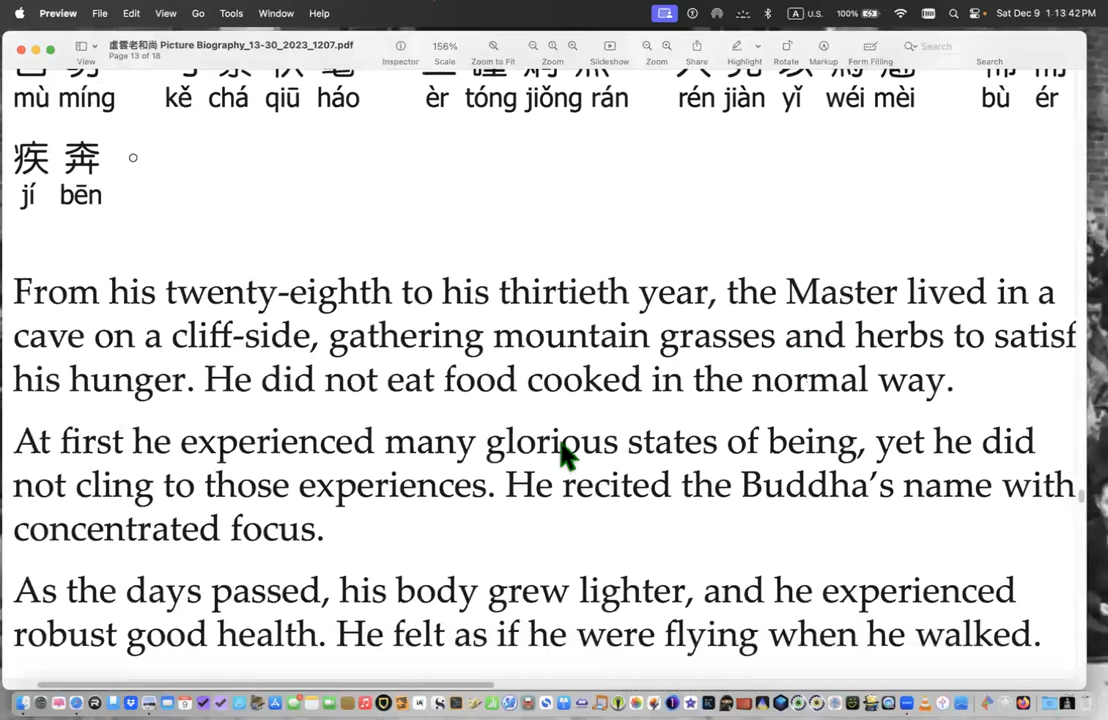 Preview File Edit View Go Tools Window Help A U.S. 100% Sat Dec 9 1:13:42 PM
虛雲老和尚 Picture Biography_13-30_2023_1207.pdf
Page 13 of 18
156%
Search
View Inspector Scale Zoom to Fit Zoom Slideshow Zoom Share Highlight Rotate Markup Form Filling Search
mù míng kě chá qiū háo èr tóng jiǒng rán rén jiàn yǐ wéi mèi bù ér
疾 奔 。
jí bēn
From his twenty-eighth to his thirtieth year, the Master lived in a
cave on a cliff-side, gathering mountain grasses and herbs to satisf
his hunger. He did not eat food cooked in the normal way.
At first he experienced many glorious states of being, yet he did
not cling to those experiences. He recited the Buddha’s name with
concentrated focus.
As the days passed, his body grew lighter, and he experienced
robust good health. He felt as if he were flying when he walked.